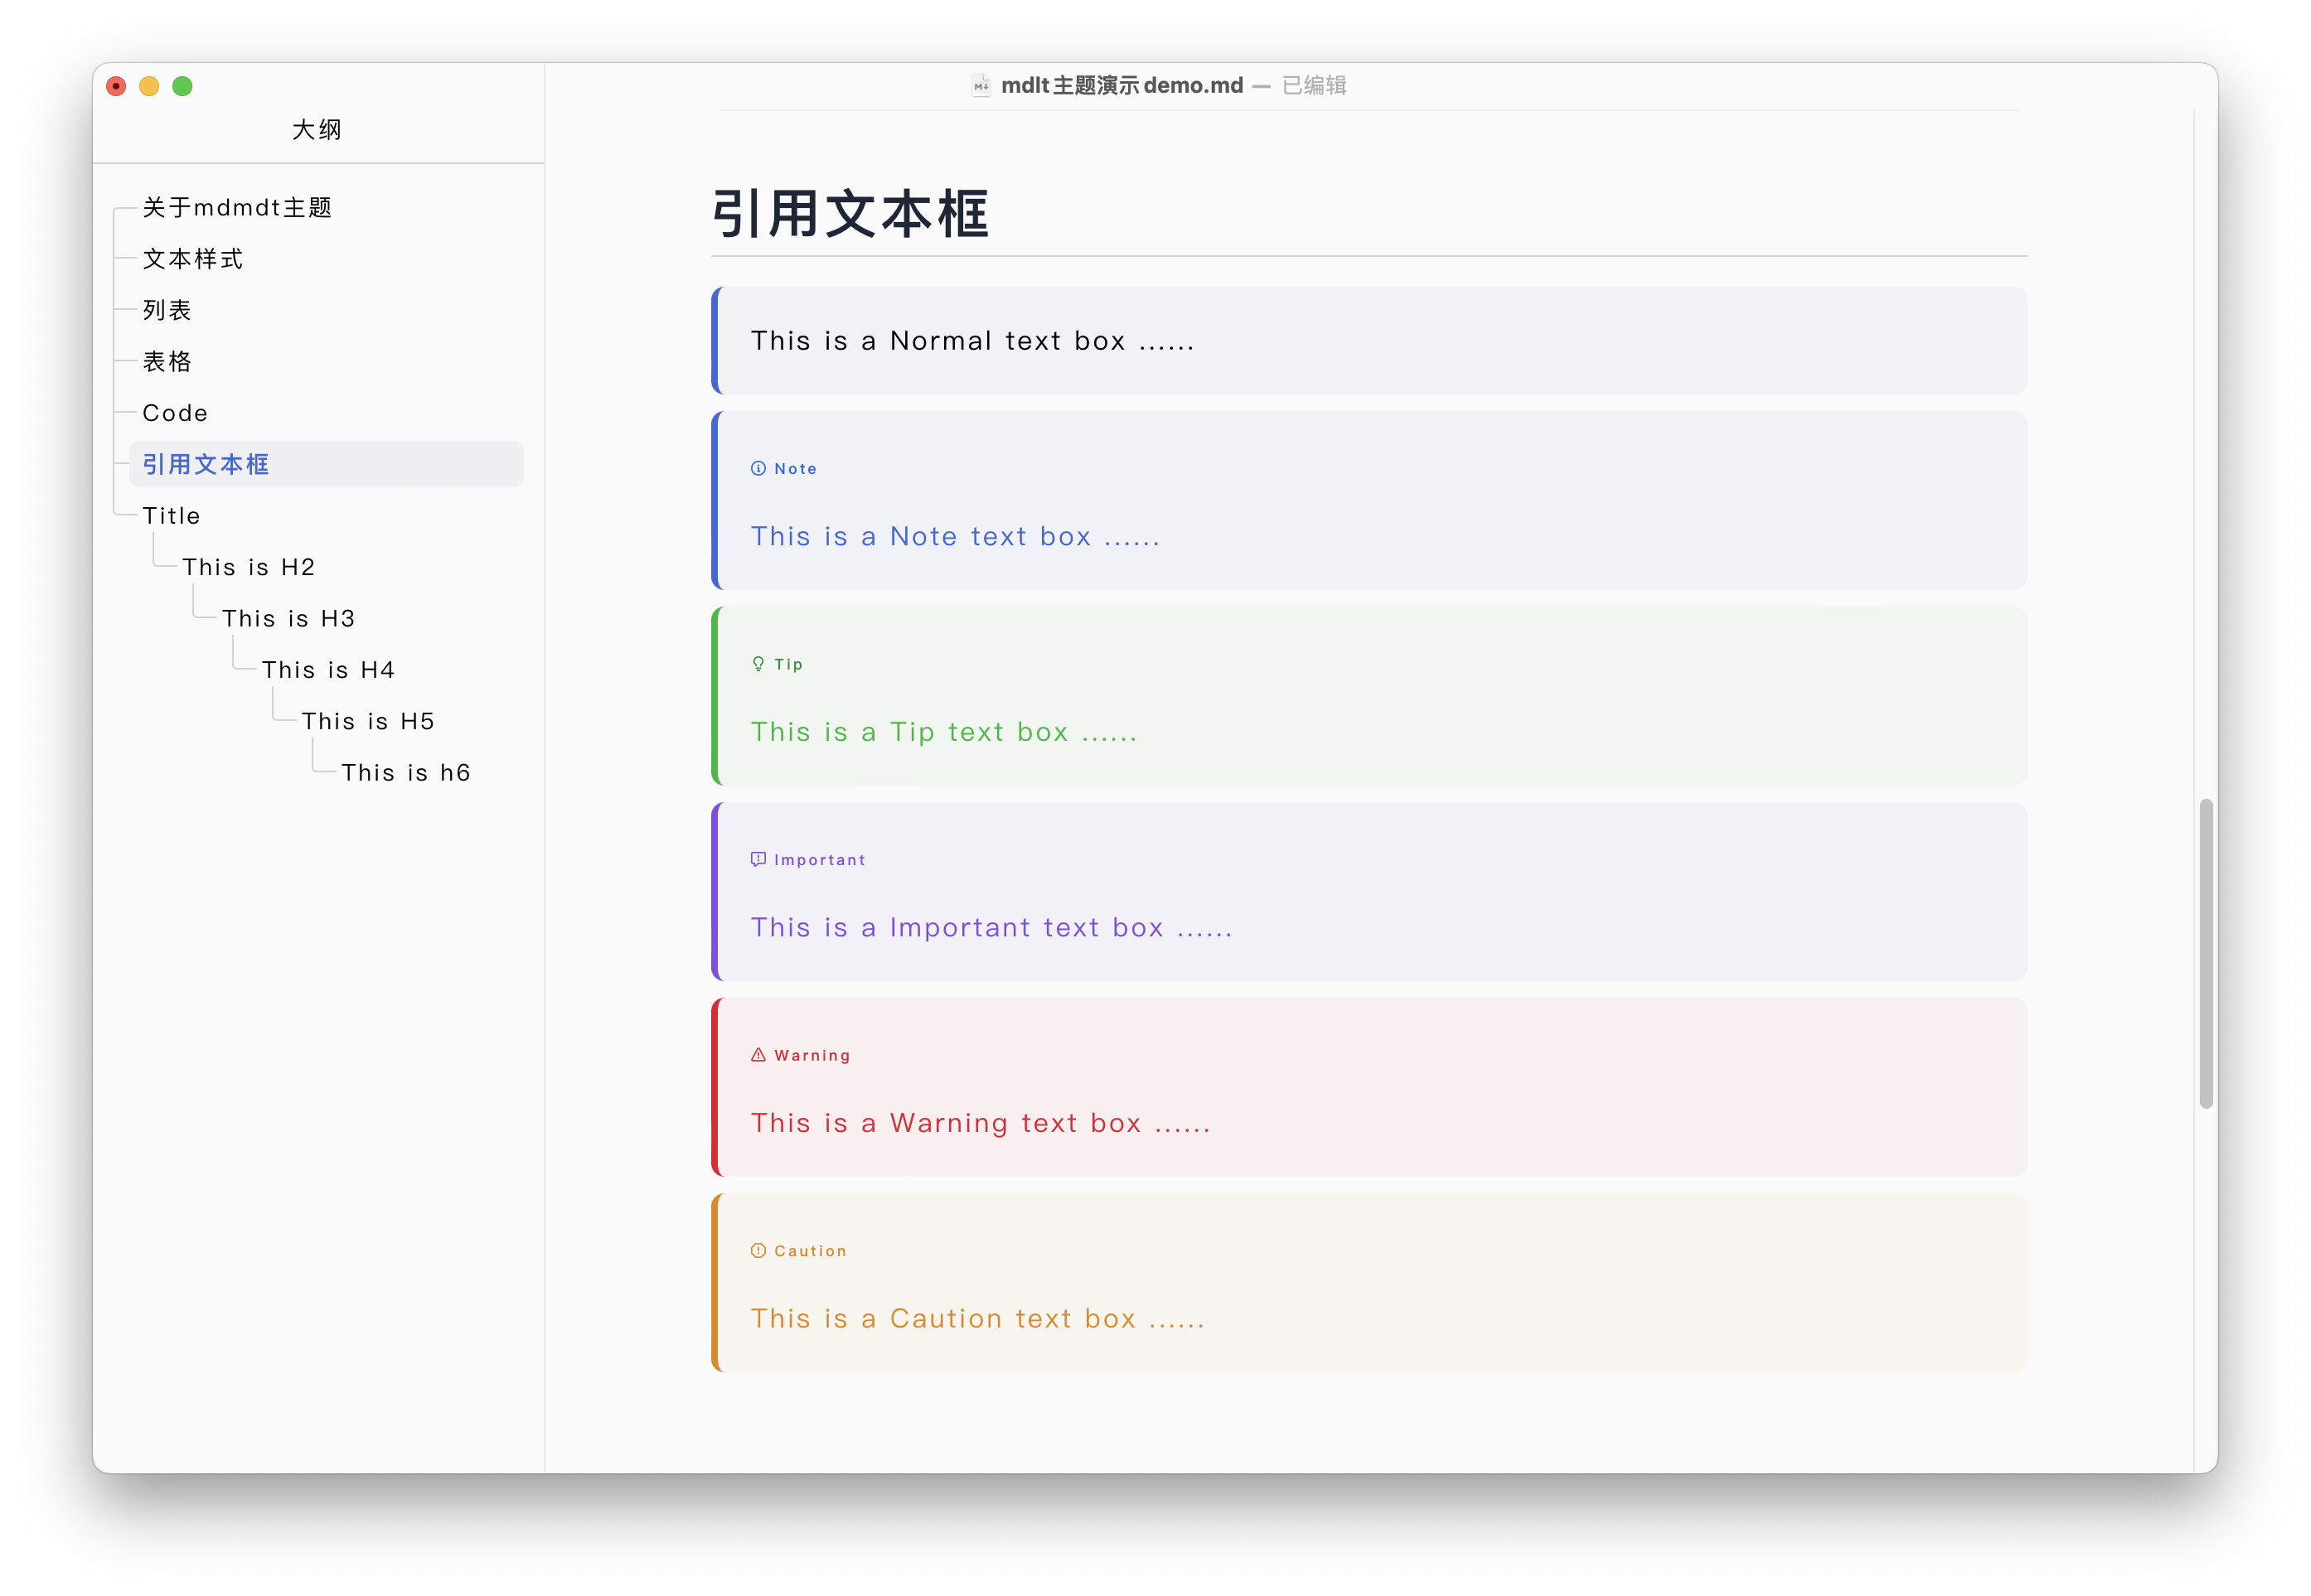 mdlt主题演示demo.md — 已编辑
大纲
关于mdmdt主题
文本样式
列表
表格
Code
引用文本框
Title
This is H2
This is H3
This is H4
This is H5
This is h6
引用文本框
This is a Normal text box ......
Note
This is a Note text box ......
Tip
This is a Tip text box ......
Important
This is a Important text box ......
Warning
This is a Warning text box ......
Caution
This is a Caution text box ......